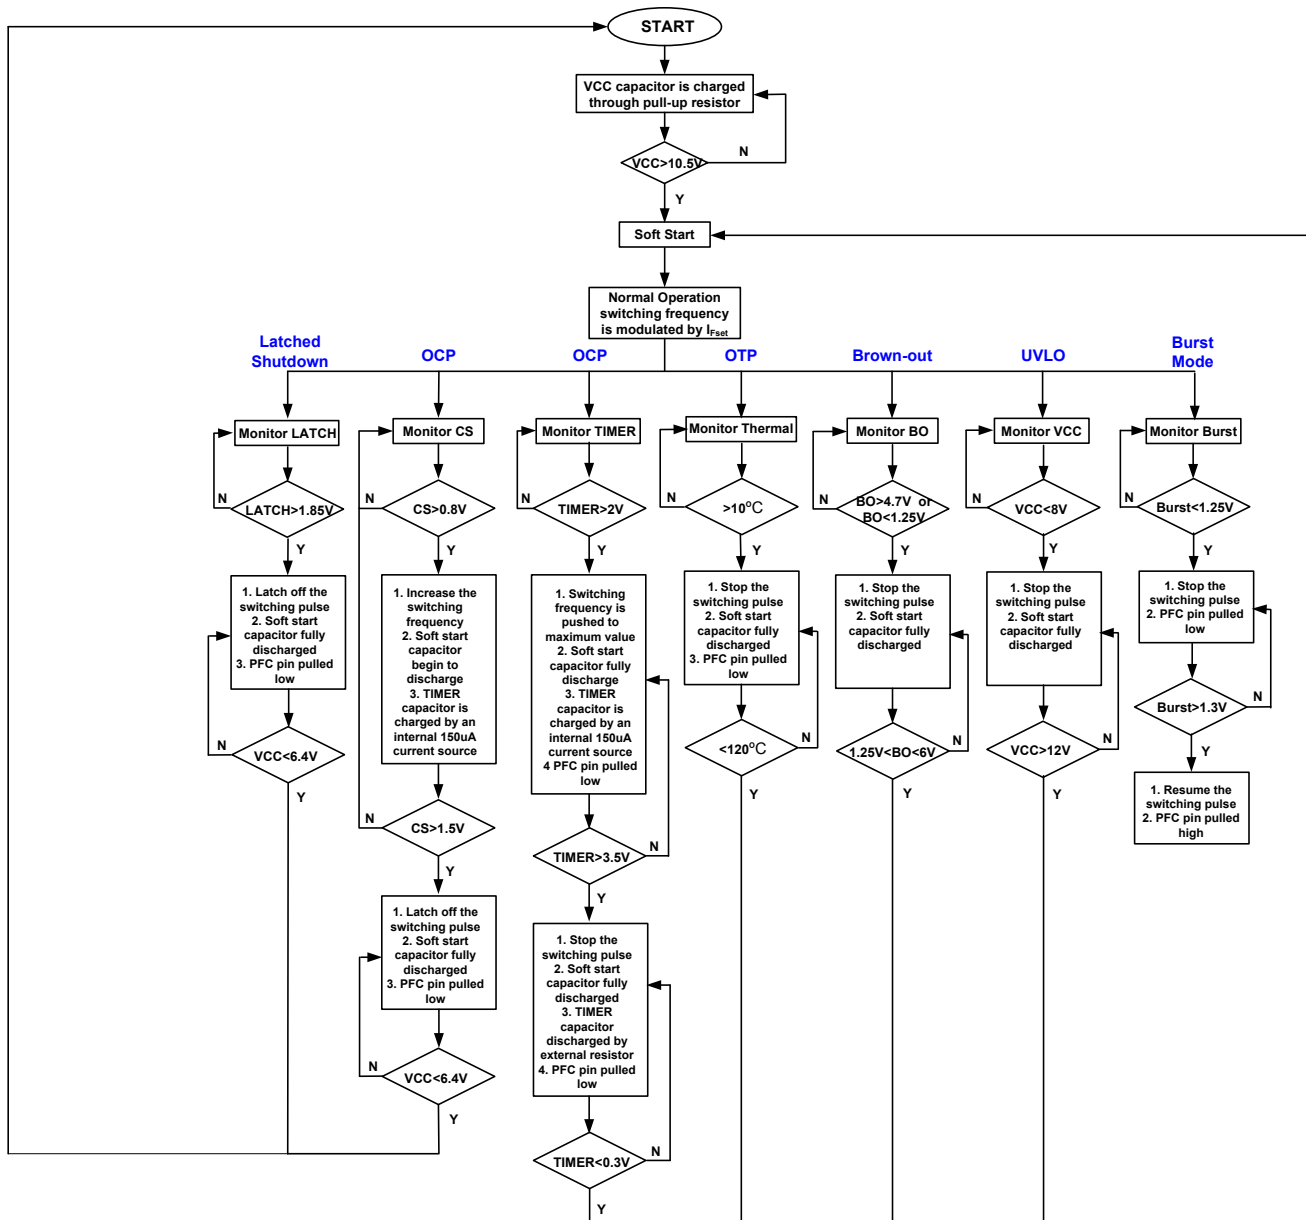 START
VCC capacitor is charged
through pull-up resistor
VCC>10.5V
N
Y
Soft Start
Normal Operation
switching frequency
is modulated by IFset
Latched
Shutdown
Monitor LATCH
LATCH>1.85V
N
Y
1. Latch off the
switching pulse
2. Soft start
capacitor fully
discharged
3. PFC pin pulled
low
VCC<6.4V
N
Y
OCP
Monitor CS
CS>0.8V
N
Y
1. Increase the
switching
frequency
2. Soft start
capacitor
begin to
discharge
3. TIMER
capacitor is
charged by an
internal 150uA
current source
CS>1.5V
N
Y
1. Latch off the
switching pulse
2. Soft start
capacitor fully
discharged
3. PFC pin pulled
low
VCC<6.4V
N
Y
OCP
Monitor TIMER
TIMER>2V
N
Y
1. Switching
frequency is
pushed to
maximum value
2. Soft start
capacitor fully
discharge
3. TIMER
capacitor is
charged by an
internal 150uA
current source
4 PFC pin pulled
low
TIMER>3.5V
N
Y
1. Stop the
switching pulse
2. Soft start
capacitor fully
discharged
3. TIMER
capacitor
discharged by
external resistor
4. PFC pin pulled
low
TIMER<0.3V
N
Y
OTP
Monitor Thermal
>10°C
N
Y
1. Stop the
switching pulse
2. Soft start
capacitor fully
discharged
3. PFC pin pulled
low
<120°C
N
Y
Brown-out
Monitor BO
BO>4.7V or
BO<1.25V
N
Y
1. Stop the
switching pulse
2. Soft start
capacitor fully
discharged
1.25V<BO<6V
N
Y
UVLO
Monitor VCC
VCC<8V
N
Y
1. Stop the
switching pulse
2. Soft start
capacitor fully
discharged
VCC>12V
N
Y
Burst
Mode
Monitor Burst
Burst<1.25V
N
Y
1. Stop the
switching pulse
2. PFC pin pulled
low
Burst>1.3V
N
Y
1. Resume the
switching pulse
2. PFC pin pulled
high